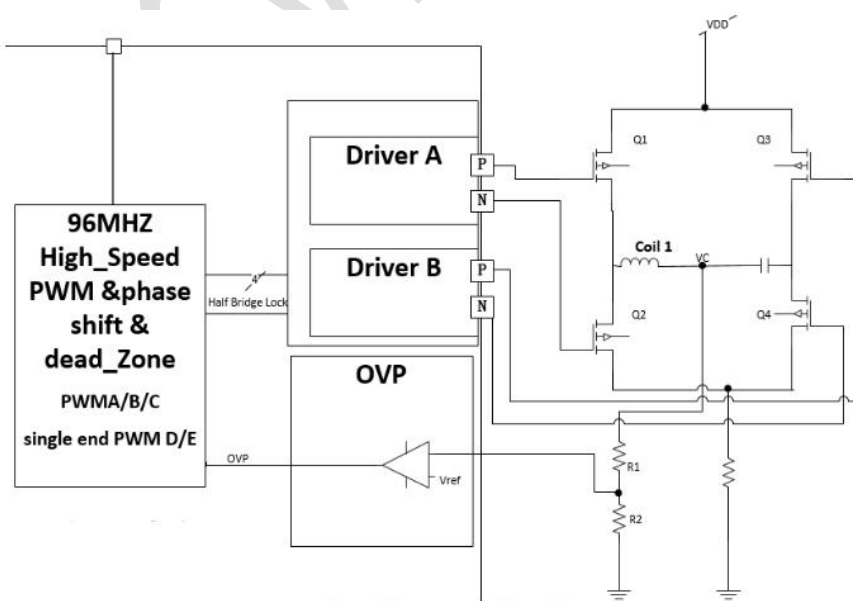 VDD
Q1
Q3
Driver A
P
N
96MHZ
High_Speed
PWM &phase
shift &
dead_Zone
PWMA/B/C
single end PWM D/E
4
Half Bridge Lock
Driver B
P
N
Coil 1
VC
Q2
Q4
OVP
OVP
Vref
R1
R2